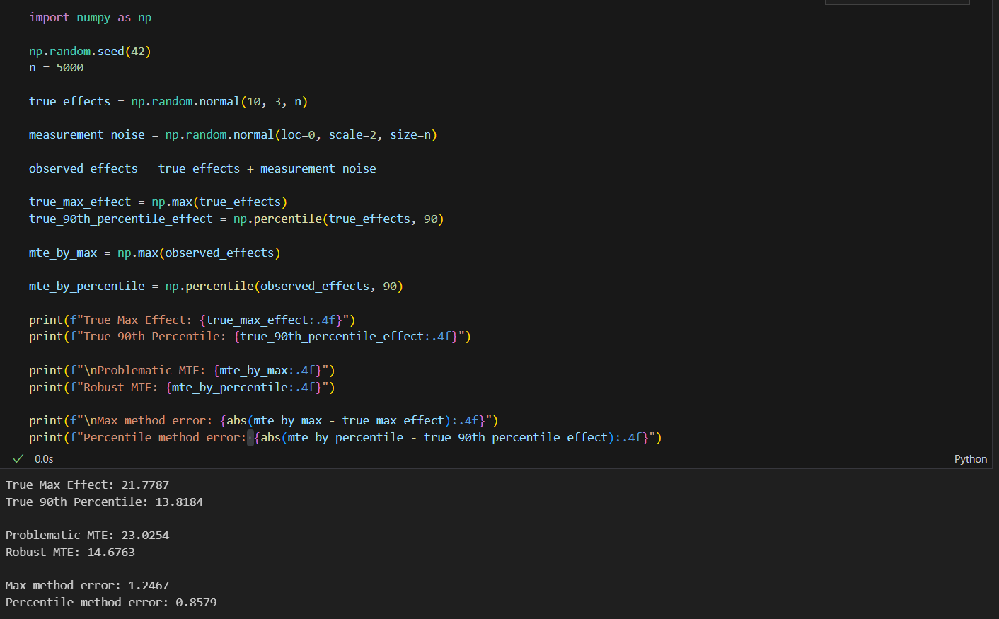 import numpy as np
np.random.seed(42)
n = 5000
true_effects = np.random.normal(10, 3, n)
measurement_noise = np.random.normal(loc=0, scale=2, size=n)
observed_effects = true_effects + measurement_noise
true_max_effect = np.max(true_effects)
true_90th_percentile_effect = np.percentile(true_effects, 90)
mte_by_max = np.max(observed_effects)
mte_by_percentile = np.percentile(observed_effects, 90)
print(f"True Max Effect: {true_max_effect:.4f}")
print(f"True 90th Percentile: {true_90th_percentile_effect:.4f}")
print(f"\nProblematic MTE: {mte_by_max:.4f}")
print(f"Robust MTE: {mte_by_percentile:.4f}")
print(f"\nMax method error: {abs(mte_by_max - true_max_effect):.4f}")
print(f"Percentile method error: {abs(mte_by_percentile - true_90th_percentile_effect):.4f}")
0.0s Python
True Max Effect: 21.7787
True 90th Percentile: 13.8184
Problematic MTE: 23.0254
Robust MTE: 14.6763
Max method error: 1.2467
Percentile method error: 0.8579